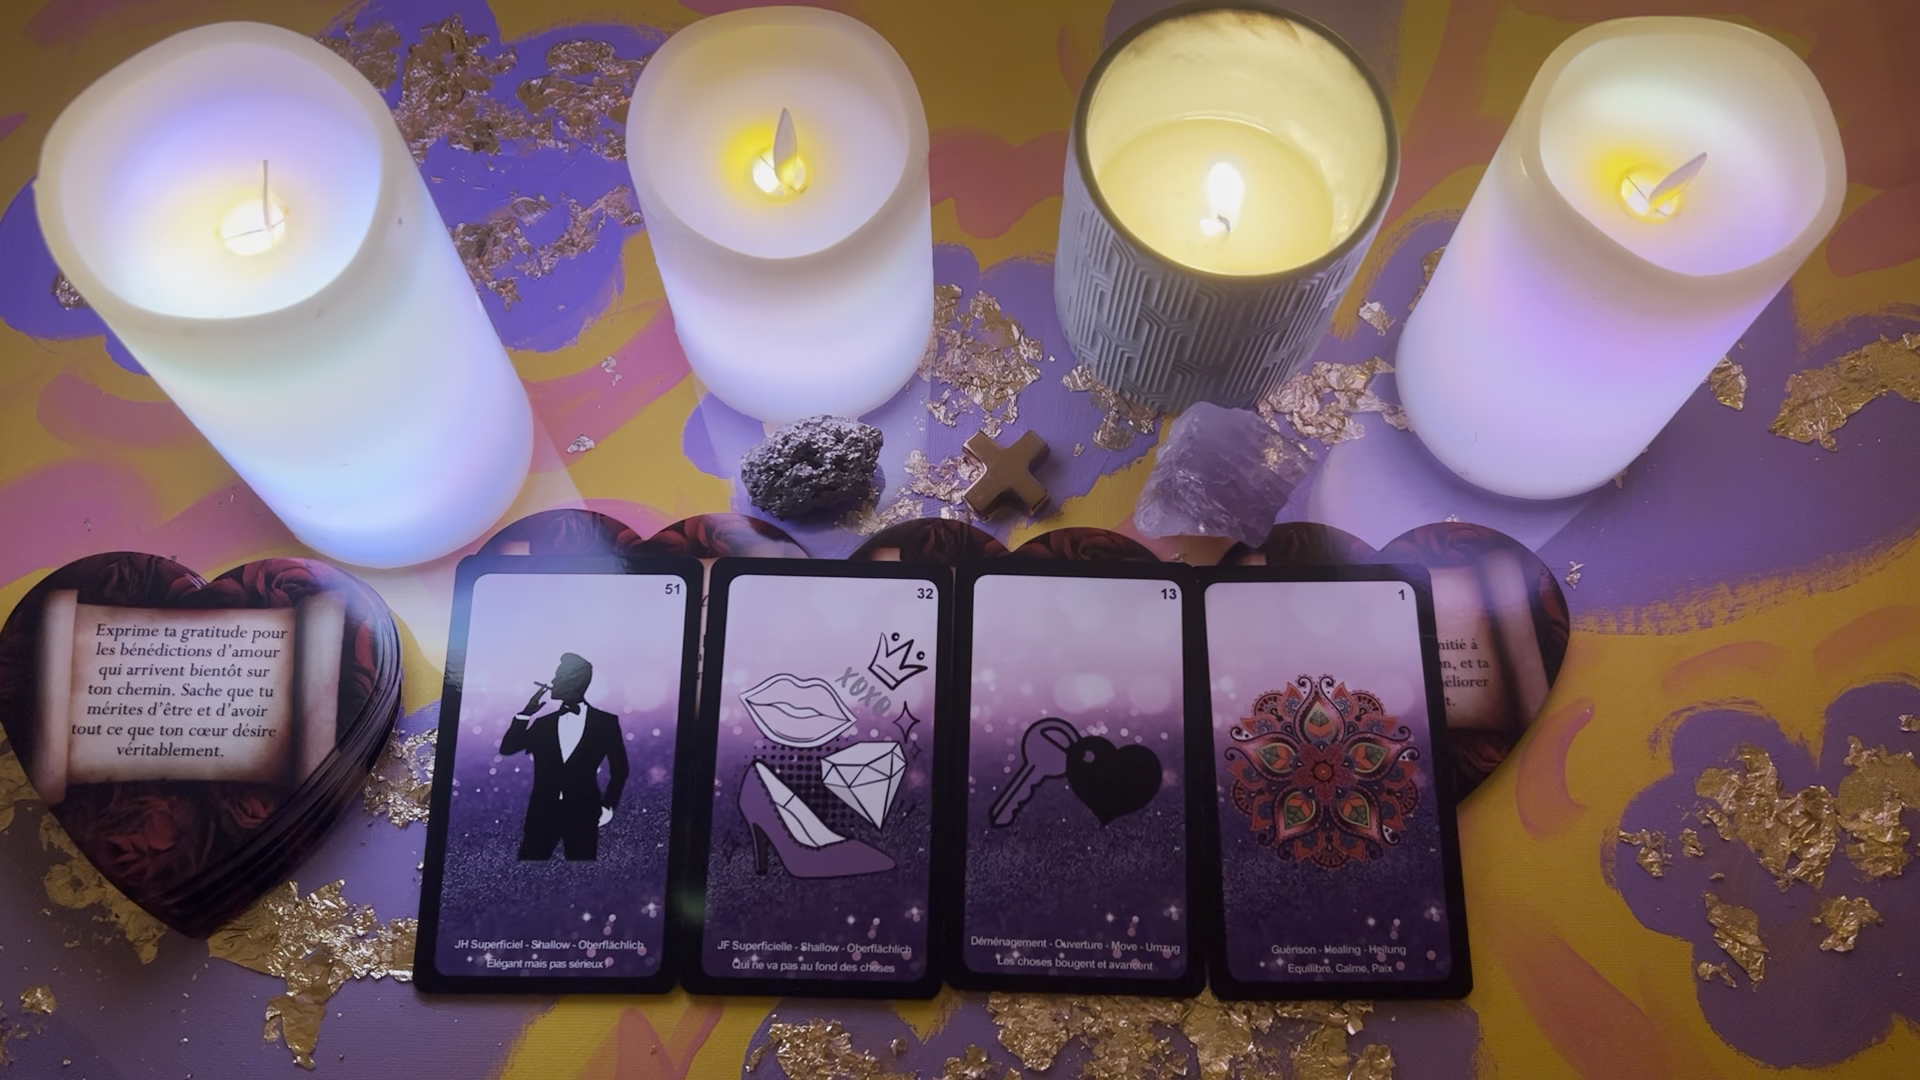 Exprime ta gratitude pour
les bénédictions d'amour
qui arrivent bientôt sur
ton chemin. Sache que tu
mérites d'être et d'avoir
tout ce que ton cœur désire
véritablement.
51
JH Superficiel - Shallow - Oberflächlich
Elégant mais pas sérieux !
32
XOXO
JF Superficielle - Shallow - Oberflächlich
Qui ne va pas au fond des choses
13
Déménagement - Ouverture - Move - Umzug
Les choses bougent et avancent
1
Guérison - Healing - Heilung
Equilibre, Calme, Paix
et ta